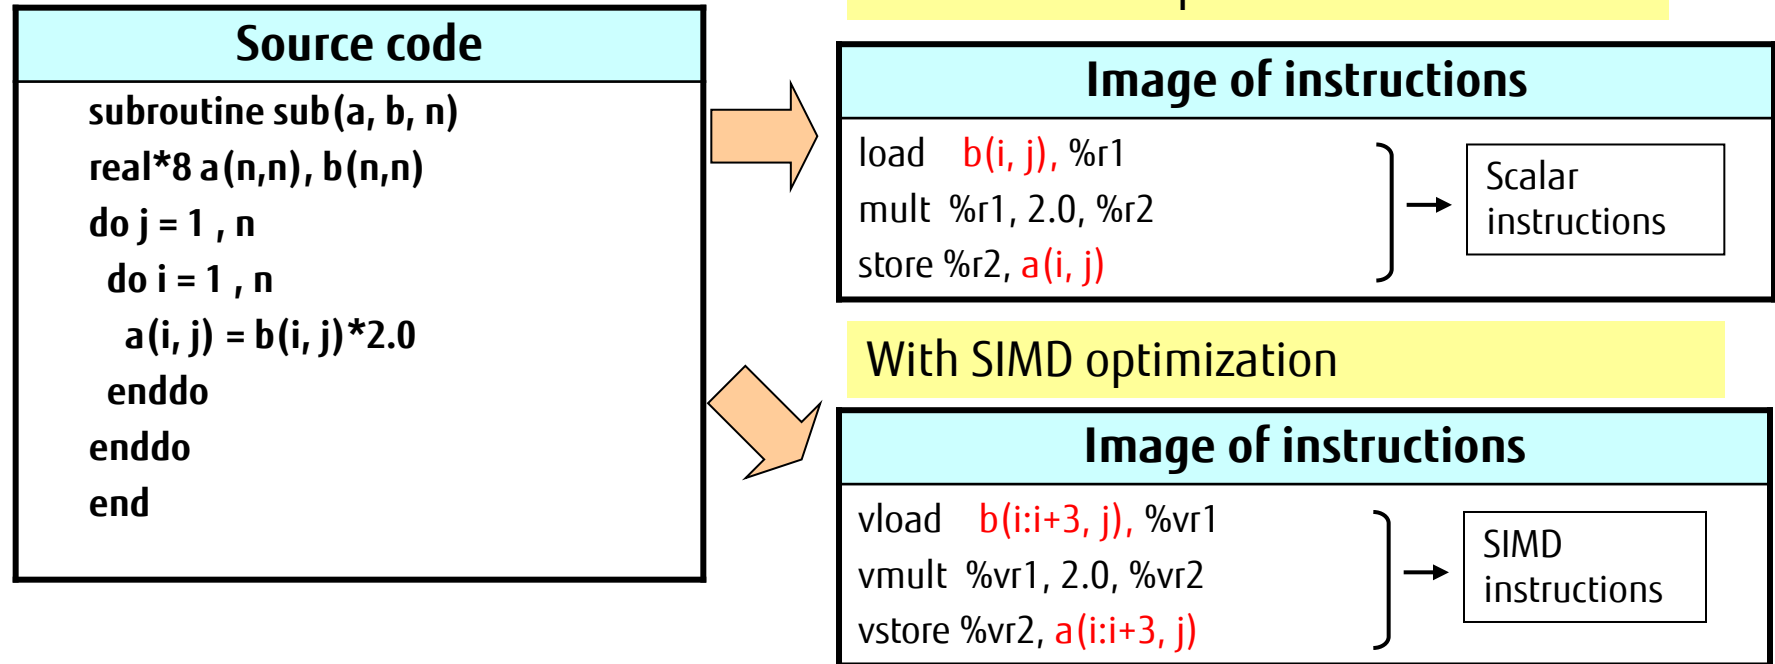 Source code
subroutine sub(a, b, n)
real*8 a(n,n), b(n,n)
do j = 1 , n
do i = 1 , n
a(i, j) = b(i, j)*2.0
enddo
enddo
end
Image of instructions
load b(i, j), %r1
mult %r1, 2.0, %r2
store %r2, a(i, j)
Scalar
instructions
With SIMD optimization
Image of instructions
vload b(i:i+3, j), %vr1
vmult %vr1, 2.0, %vr2
vstore %vr2, a(i:i+3, j)
SIMD
instructions